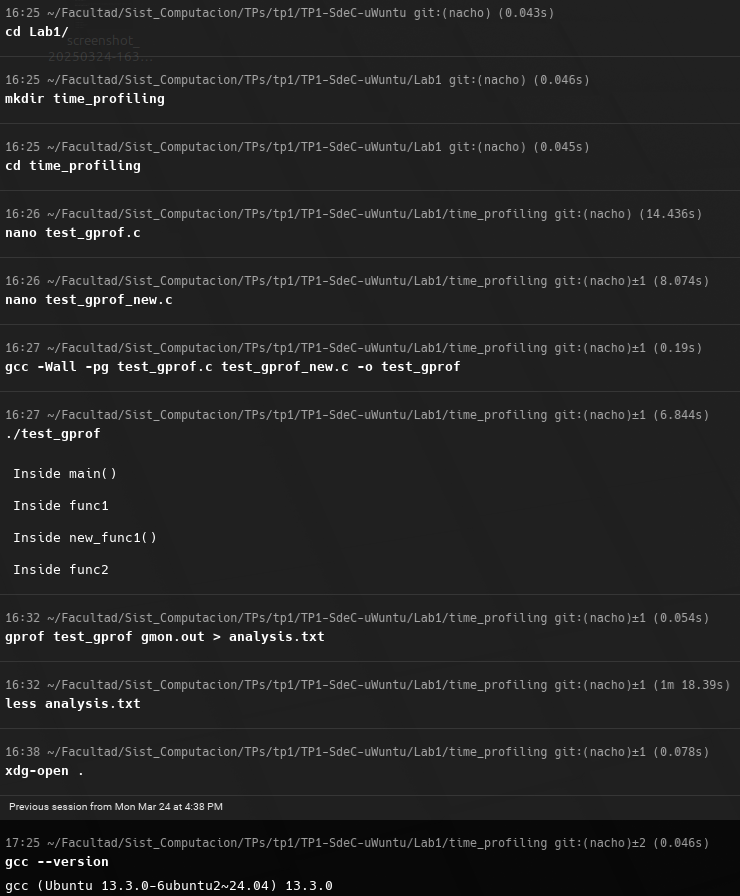 16:25 ~/Facultad/Sist_Computacion/TPs/tp1/TP1-SdeC-uWuntu git:(nacho) (0.043s)
cd Lab1/
screenshot_
20250324-163...
16:25 ~/Facultad/Sist_Computacion/TPs/tp1/TP1-SdeC-uWuntu/Lab1 git:(nacho) (0.046s)
mkdir time_profiling
16:25 ~/Facultad/Sist_Computacion/TPs/tp1/TP1-SdeC-uWuntu/Lab1 git:(nacho) (0.045s)
cd time_profiling
16:26 ~/Facultad/Sist_Computacion/TPs/tp1/TP1-SdeC-uWuntu/Lab1/time_profiling git:(nacho) (14.436s)
nano test_gprof.c
16:26 ~/Facultad/Sist_Computacion/TPs/tp1/TP1-SdeC-uWuntu/Lab1/time_profiling git:(nacho)±1 (8.074s)
nano test_gprof_new.c
16:27 ~/Facultad/Sist_Computacion/TPs/tp1/TP1-SdeC-uWuntu/Lab1/time_profiling git:(nacho)±1 (0.19s)
gcc -Wall -pg test_gprof.c test_gprof_new.c -o test_gprof
16:27 ~/Facultad/Sist_Computacion/TPs/tp1/TP1-SdeC-uWuntu/Lab1/time_profiling git:(nacho)±1 (6.844s)
./test_gprof
Inside main()
Inside func1
Inside new_func1()
Inside func2
16:32 ~/Facultad/Sist_Computacion/TPs/tp1/TP1-SdeC-uWuntu/Lab1/time_profiling git:(nacho)±1 (0.054s)
gprof test_gprof gmon.out > analysis.txt
16:32 ~/Facultad/Sist_Computacion/TPs/tp1/TP1-SdeC-uWuntu/Lab1/time_profiling git:(nacho)±1 (1m 18.39s)
less analysis.txt
16:38 ~/Facultad/Sist_Computacion/TPs/tp1/TP1-SdeC-uWuntu/Lab1/time_profiling git:(nacho)±1 (0.078s)
xdg-open .
Previous session from Mon Mar 24 at 4:38 PM
17:25 ~/Facultad/Sist_Computacion/TPs/tp1/TP1-SdeC-uWuntu/Lab1/time_profiling git:(nacho)±2 (0.046s)
gcc --version
gcc (Ubuntu 13.3.0-6ubuntu2~24.04) 13.3.0